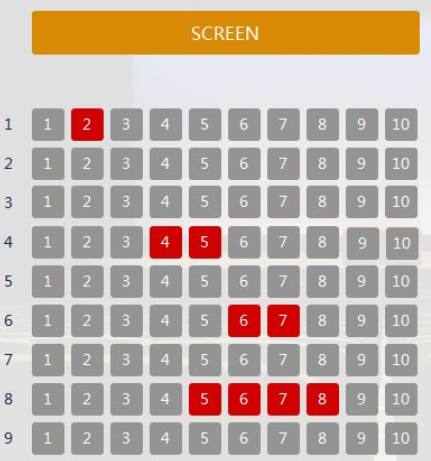 SCREEN
1 1 2 3 4 5 6 7 8 9 10
2 1 2 3 4 5 6 7 8 9 10
3 1 2 3 4 5 6 7 8 9 10
4 1 2 3 4 5 6 7 8 9 10
5 1 2 3 4 5 6 7 8 9 10
6 1 2 3 4 5 6 7 8 9 10
7 1 2 3 4 5 6 7 8 9 10
8 1 2 3 4 5 6 7 8 9 10
9 1 2 3 4 5 6 7 8 9 10